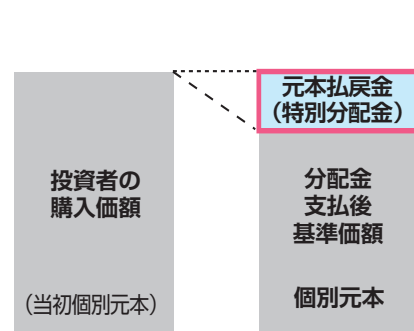 元本払戻金
(特別分配金)
投資者の
購入価額
(当初個別元本)
分配金
支払後
基準価額
個別元本